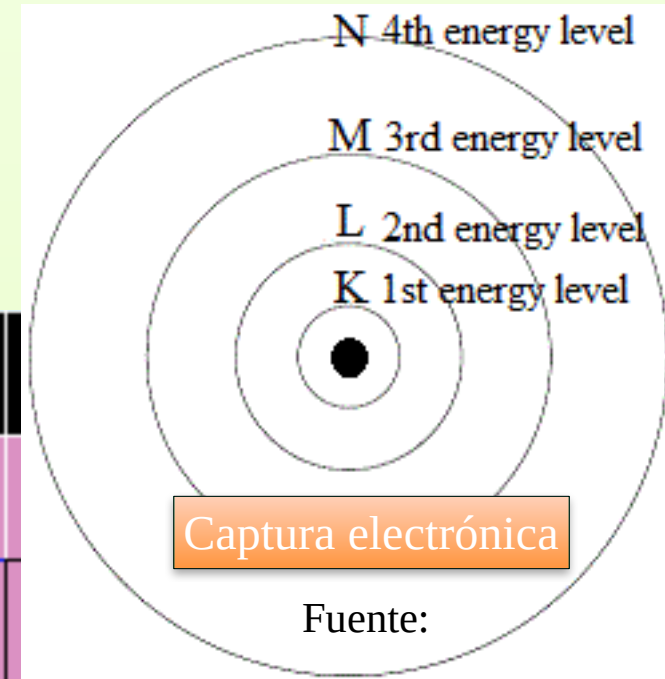 N 4th energy level
M 3rd energy level
L 2nd energy level
K 1st energy level
Captura electrónica
Fuente: